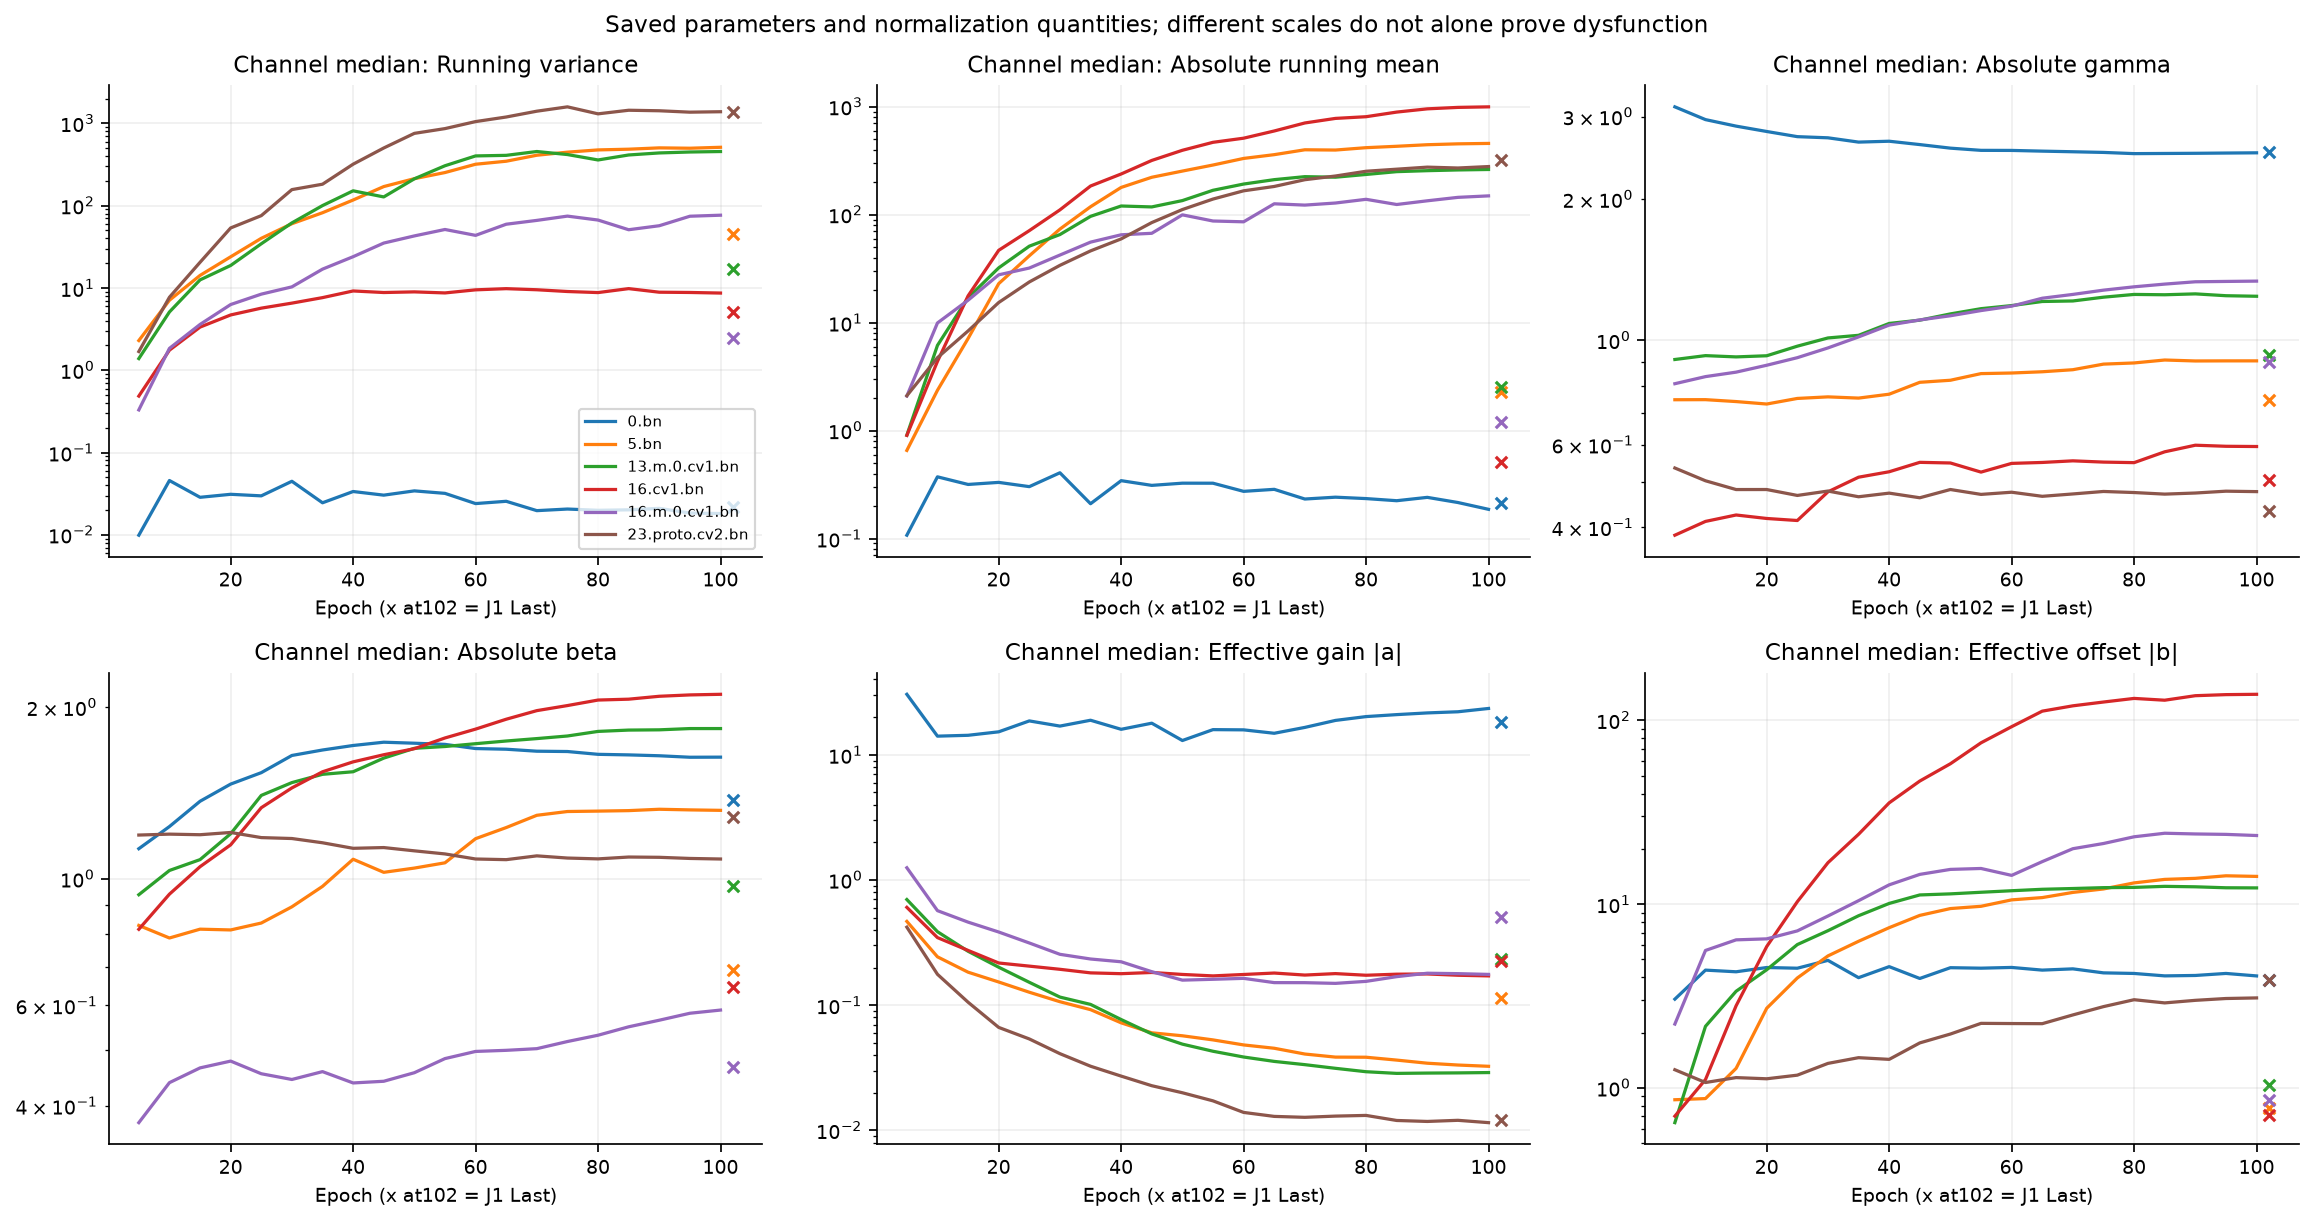 Saved parameters and normalization quantities; different scales do not alone prove dysfunction
Channel median: Running variance
10³
10²
10¹
10⁰
10⁻¹
10⁻²
0.bn
5.bn
13.m.0.cv1.bn
16.cv1.bn
16.m.0.cv1.bn
23.proto.cv2.bn
20 40 60 80 100
Epoch (x at102 = J1 Last)
Channel median: Absolute running mean
10³
10²
10¹
10⁰
10⁻¹
20 40 60 80 100
Epoch (x at102 = J1 Last)
Channel median: Absolute gamma
3 × 10⁰
2 × 10⁰
10⁰
6 × 10⁻¹
4 × 10⁻¹
20 40 60 80 100
Epoch (x at102 = J1 Last)
Channel median: Absolute beta
2 × 10⁰
10⁰
6 × 10⁻¹
4 × 10⁻¹
20 40 60 80 100
Epoch (x at102 = J1 Last)
Channel median: Effective gain |a|
10¹
10⁰
10⁻¹
10⁻²
20 40 60 80 100
Epoch (x at102 = J1 Last)
Channel median: Effective offset |b|
10²
10¹
10⁰
20 40 60 80 100
Epoch (x at102 = J1 Last)